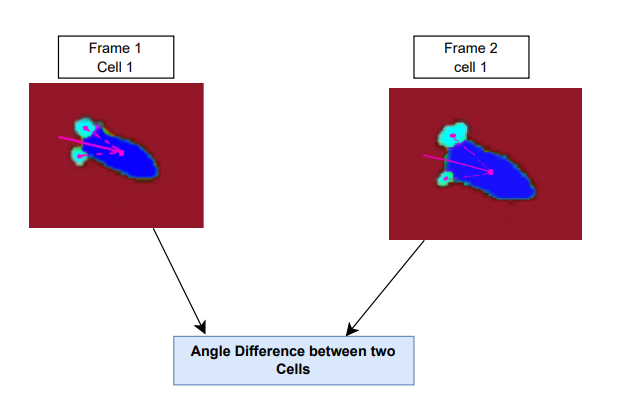 Frame 1
Cell 1
Frame 2
cell 1
Angle Difference between two
Cells